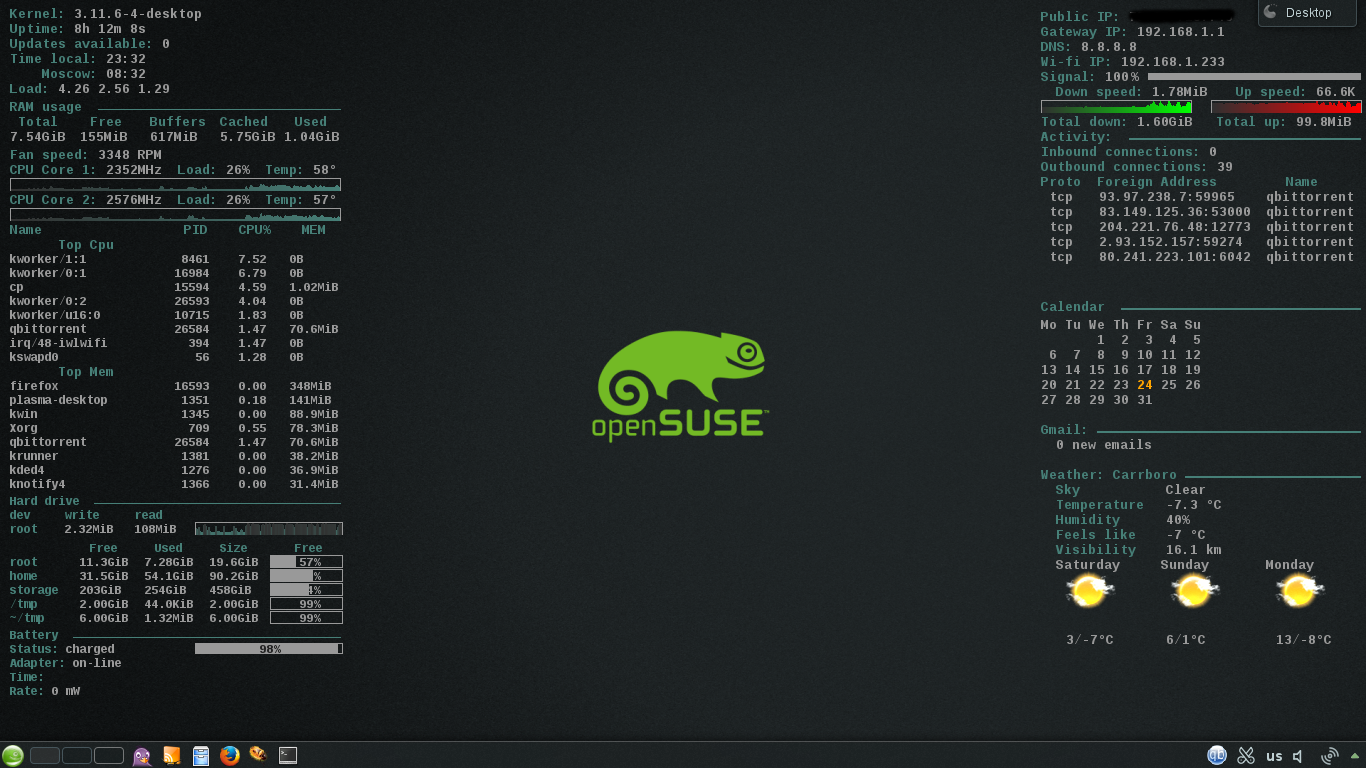 Kernel: 3.11.6-4-desktop
Uptime: 8h 12m 8s
Updates available: 0
Time local: 23:32
Moscow: 08:32
Load: 4.26 2.56 1.29
RAM usage
Total Free Buffers Cached Used
7.54GiB 155MiB 617MiB 5.75GiB 1.04GiB
Fan speed: 3348 RPM
CPU Core 1: 2352MHz Load: 26% Temp: 58°
CPU Core 2: 2576MHz Load: 26% Temp: 57°
Name PID CPU% MEM
Top Cpu
kworker/1:1 8461 7.52 0B
kworker/0:1 16984 6.79 0B
cp 15594 4.59 1.02MiB
kworker/0:2 26593 4.04 0B
kworker/u16:0 10715 1.83 0B
qbittorrent 26584 1.47 70.6MiB
irq/48-iwlwifi 394 1.47 0B
kswapd0 56 1.28 0B
Top Mem
firefox 16593 0.00 348MiB
plasma-desktop 1351 0.18 141MiB
kwin 1345 0.00 88.9MiB
Xorg 709 0.55 78.3MiB
qbittorrent 26584 1.47 70.6MiB
krunner 1381 0.00 38.2MiB
kded4 1276 0.00 36.9MiB
knotify4 1366 0.00 31.4MiB
Hard drive
dev write read
root 2.32MiB 108MiB
Free Used Size Free
root 11.3GiB 7.28GiB 19.6GiB 57%
home 31.5GiB 54.1GiB 90.2GiB %
storage 203GiB 254GiB 458GiB 4%
/tmp 2.00GiB 44.0KiB 2.00GiB 99%
~/tmp 6.00GiB 1.32MiB 6.00GiB 99%
Battery
Status: charged 98%
Adapter: on-line
Time:
Rate: 0 mW
openSUSE™
Desktop
Public IP:
Gateway IP: 192.168.1.1
DNS: 8.8.8.8
Wi-fi IP: 192.168.1.233
Signal: 100%
Down speed: 1.78MiB Up speed: 66.6K
Total down: 1.60GiB Total up: 99.8MiB
Activity:
Inbound connections: 0
Outbound connections: 39
Proto Foreign Address Name
tcp 93.97.238.7:59965 qbittorrent
tcp 83.149.125.36:53000 qbittorrent
tcp 204.221.76.48:12773 qbittorrent
tcp 2.93.152.157:59274 qbittorrent
tcp 80.241.223.101:6042 qbittorrent
Calendar
Mo Tu We Th Fr Sa Su
1 2 3 4 5
6 7 8 9 10 11 12
13 14 15 16 17 18 19
20 21 22 23 24 25 26
27 28 29 30 31
Gmail:
0 new emails
Weather: Carrboro
Sky Clear
Temperature -7.3 °C
Humidity 40%
Feels like -7 °C
Visibility 16.1 km
Saturday Sunday Monday
3/-7°C 6/1°C 13/-8°C
qb us